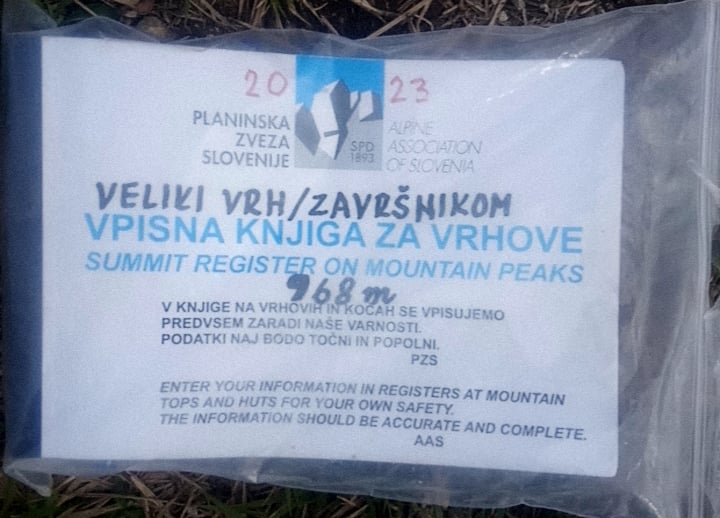 20 23
PLANINSKA
ZVEZA
SLOVENIJE
SPD
1893
ALPINE
ASSOCIATION
OF SLOVENIA
VELIKI VRH/ZAVRŠNIKOM
VPISNA KNJIGA ZA VRHOVE
SUMMIT REGISTER ON MOUNTAIN PEAKS
968 m
V KNJIGE NA VRHOVIH IN KOČAH SE VPISUJEMO
PREDVSEM ZARADI NAŠE VARNOSTI.
PODATKI NAJ BODO TOČNI IN POPOLNI.
PZS
ENTER YOUR INFORMATION IN REGISTERS AT MOUNTAIN
TOPS AND HUTS FOR YOUR OWN SAFETY.
THE INFORMATION SHOULD BE ACCURATE AND COMPLETE.
AAS